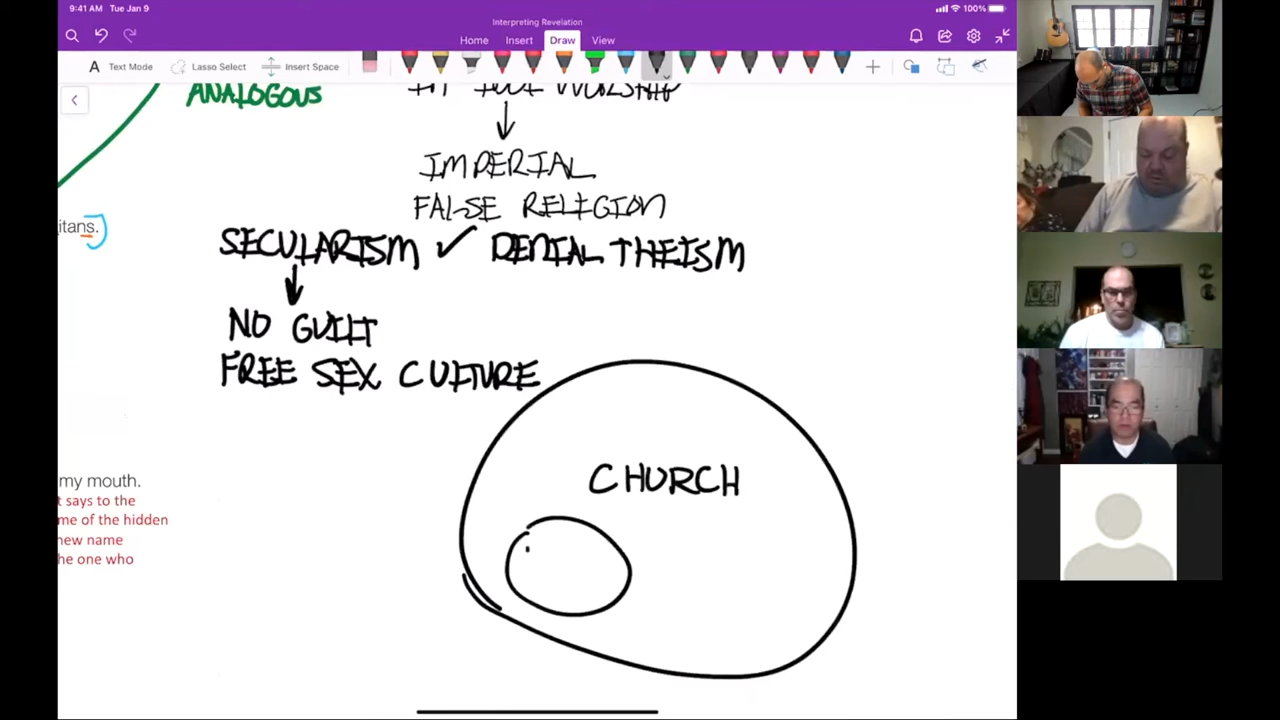 9:41 AM Tue Jan 9
100%
Interpreting Revelation
Home Insert Draw View
A Text Mode Lasso Select Insert Space
ANALOGOUS
IDOL WORSHIP
IMPERIAL
FALSE RELIGION
itans.)
SECULARISM ✓ DENIAL THEISM
NO GUILT
FREE SEX CULTURE
CHURCH
my mouth.
t says to the
me of the hidden
new name
he one who